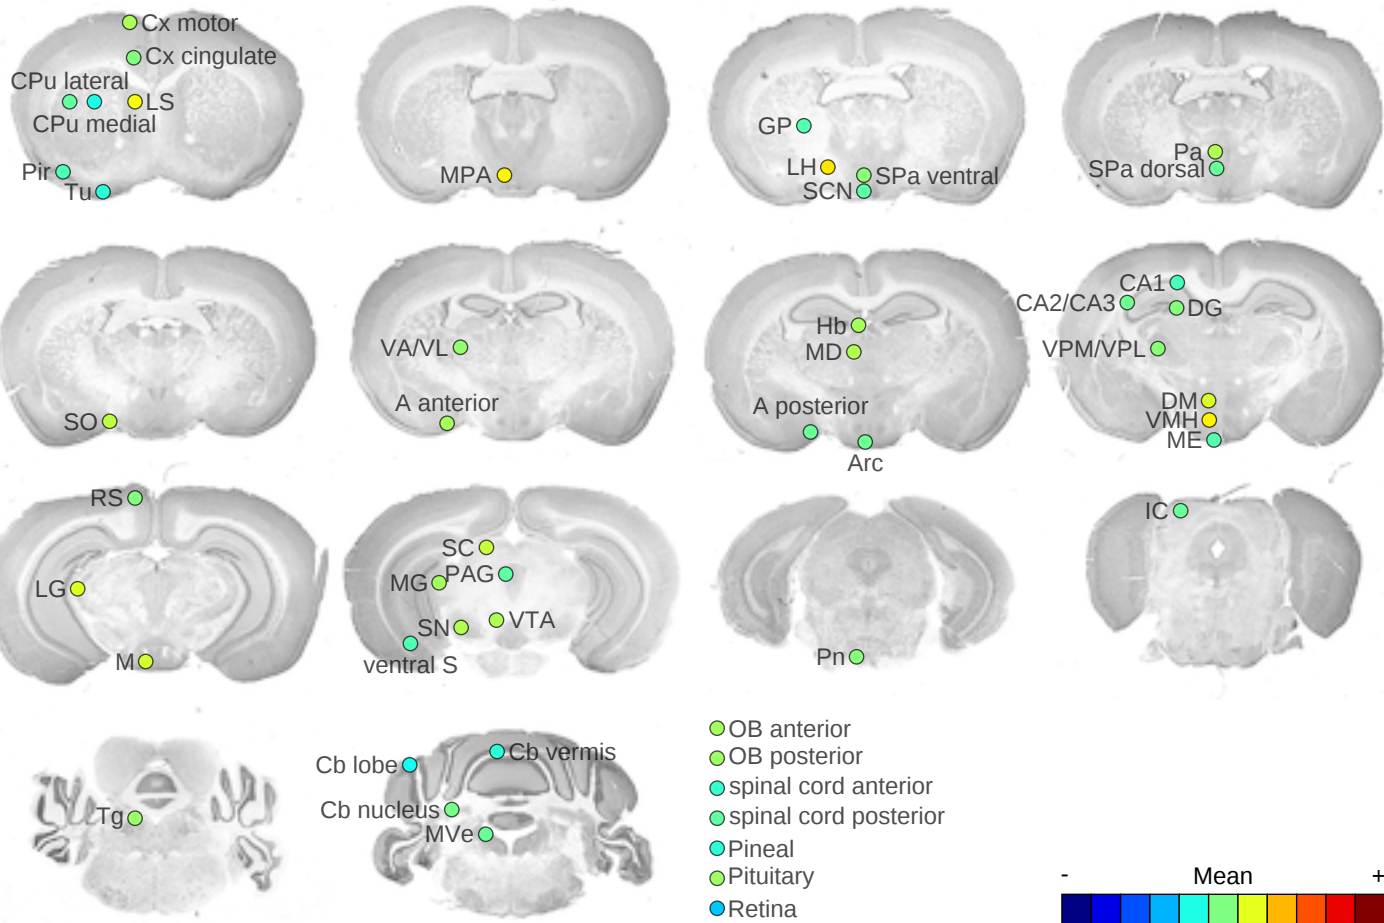 Cx motor
Cx cingulate
CPu lateral
LS
CPu medial
Pir
Tu
MPA
GP
LH
SPa ventral
SCN
Pa
SPa dorsal
SO
VA/VL
A anterior
Hb
MD
A posterior
Arc
CA1
CA2/CA3
DG
VPM/VPL
DM
VMH
ME
RS
LG
M
SC
MG
PAG
SN
VTA
ventral S
Pn
IC
Tg
Cb lobe
Cb vermis
Cb nucleus
MVe
OB anterior
OB posterior
spinal cord anterior
spinal cord posterior
Pineal
Pituitary
Retina
- Mean +